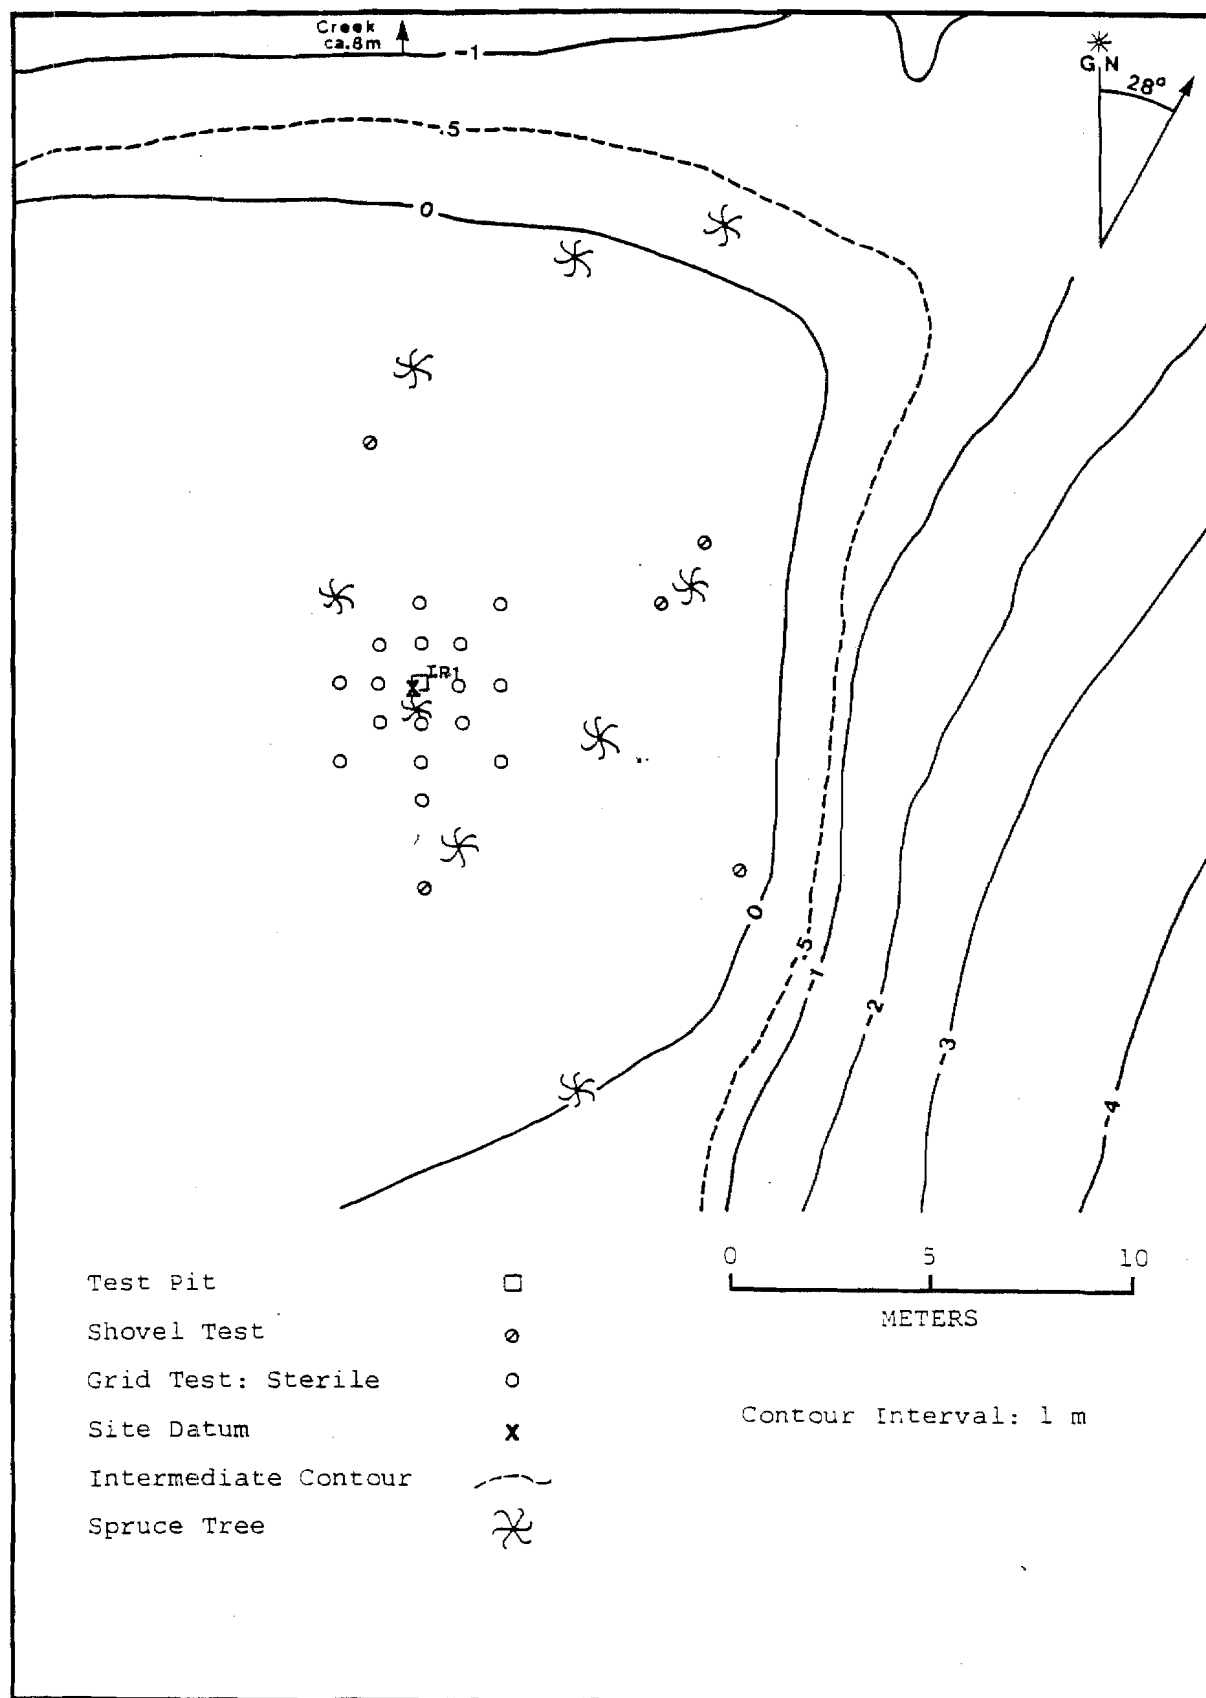 Creek
ca.8m
-1
G N
28°
-.5
0
IR1
0
-.5
-1
-2
-3
-4
0 5 10
METERS
Test Pit
Shovel Test
Grid Test: Sterile
Site Datum X
Intermediate Contour
Spruce Tree
Contour Interval: 1 m